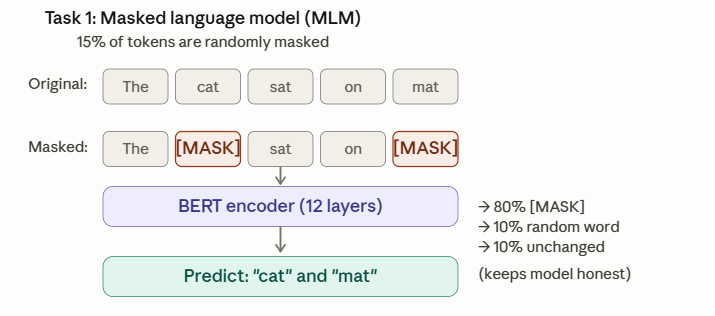 Task 1: Masked language model (MLM)
15% of tokens are randomly masked
Original: The cat sat on mat
Masked: The [MASK] sat on [MASK]
BERT encoder (12 layers)
→ 80% [MASK]
→ 10% random word
→ 10% unchanged
Predict: "cat" and "mat"
(keeps model honest)